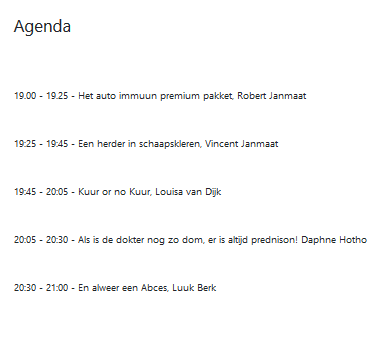 Agenda
19.00 - 19.25 - Het auto immuun premium pakket, Robert Janmaat
19:25 - 19:45 - Een herder in schaapskleren, Vincent Janmaat
19:45 - 20:05 - Kuur or no Kuur, Louisa van Dijk
20:05 - 20:30 - Als is de dokter nog zo dom, er is altijd prednison! Daphne Hotho
20:30 - 21:00 - En alweer een Abces, Luuk Berk